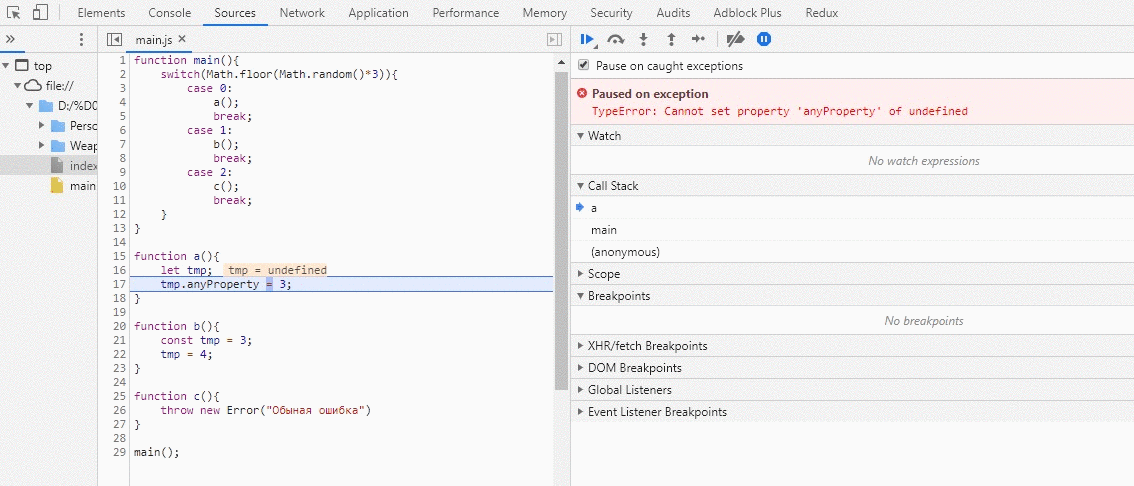 Elements Console Sources Network Application Performance Memory Security Audits Adblock Plus Redux
» main.js ×
top
file://
D:/%D0
Persc
Weap
index
main
1 function main(){
2 switch(Math.floor(Math.random()*3)){
3 case 0:
4 a();
5 break;
6 case 1:
7 b();
8 break;
9 case 2:
10 c();
11 break;
12 }
13 }
14
15 function a(){
16 let tmp; tmp = undefined
17 tmp.anyProperty = 3;
18 }
19
20 function b(){
21 const tmp = 3;
22 tmp = 4;
23 }
24
25 function c(){
26 throw new Error("Обыная ошибка")
27 }
28
29 main();
Pause on caught exceptions
Paused on exception
TypeError: Cannot set property 'anyProperty' of undefined
Watch
No watch expressions
Call Stack
a
main
(anonymous)
Scope
Breakpoints
No breakpoints
XHR/fetch Breakpoints
DOM Breakpoints
Global Listeners
Event Listener Breakpoints